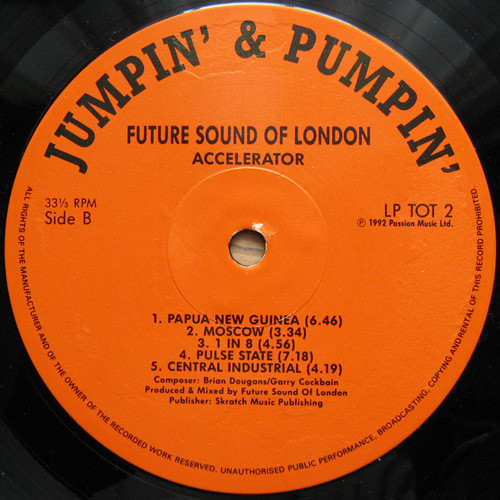 JUMPIN' & PUMPIN'
FUTURE SOUND OF LONDON
ACCELERATOR
33⅓ RPM
Side B
LP TOT 2
℗ 1992 Passion Music Ltd.
1. PAPUA NEW GUINEA (6.46)
2. MOSCOW (3.34)
3. 1 IN 8 (4.56)
4. PULSE STATE (7.18)
5. CENTRAL INDUSTRIAL (4.19)
Composer: Brian Dougans/Garry Cockbain
Produced & Mixed by Future Sound Of London
Publisher: Skratch Music Publishing
ALL RIGHTS OF THE MANUFACTURER AND OF THE OWNER OF THE RECORDED WORK RESERVED. UNAUTHORISED PUBLIC PERFORMANCE, BROADCASTING, COPYING AND RENTAL OF THIS RECORD PROHIBITED